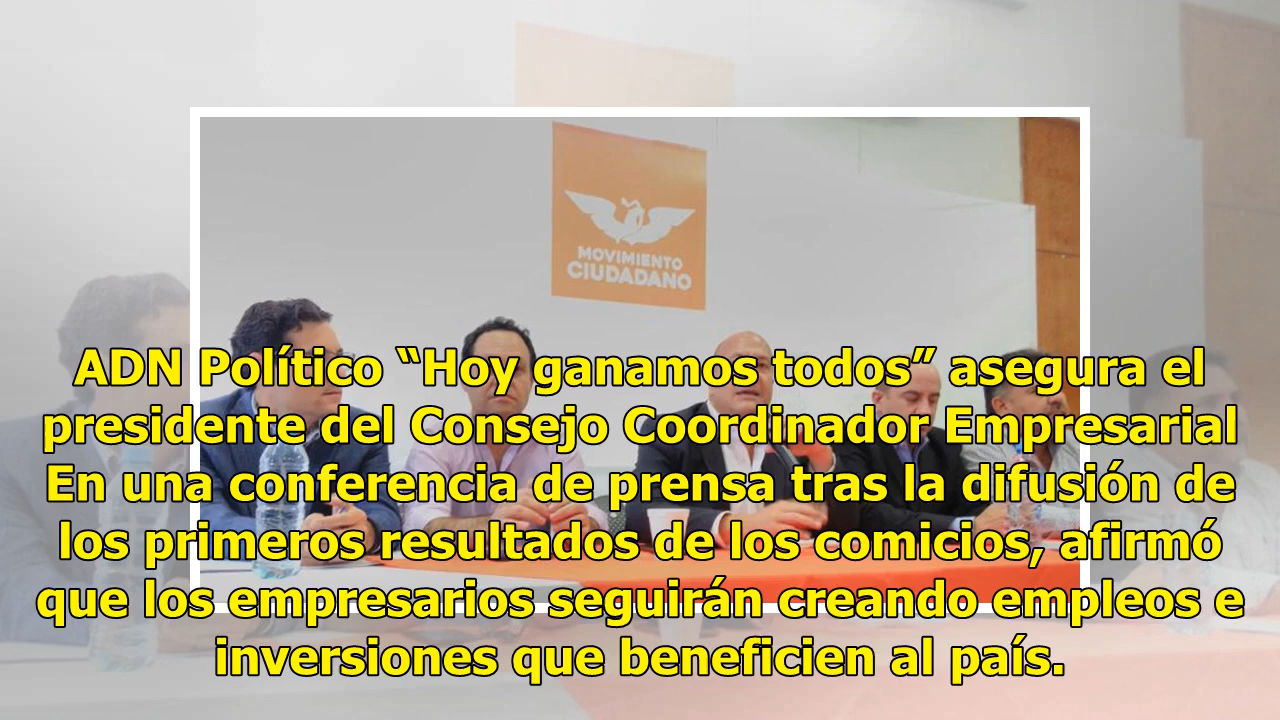 MOVIMIENTO
CIUDADANO
ADN Político “Hoy ganamos todos” asegura el
presidente del Consejo Coordinador Empresarial
En una conferencia de prensa tras la difusión de
los primeros resultados de los comicios, afirmó
que los empresarios seguirán creando empleos e
inversiones que beneficien al país.